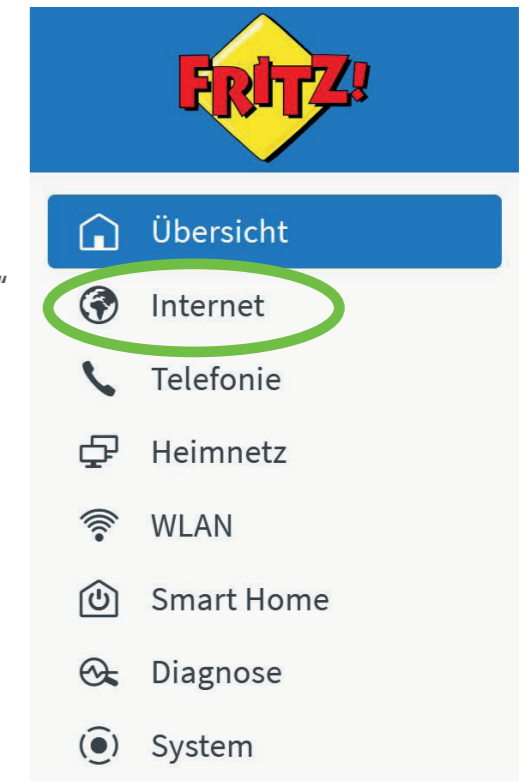 FRITZ!
Übersicht
“
Internet
Telefonie
Heimnetz
WLAN
Smart Home
Diagnose
System